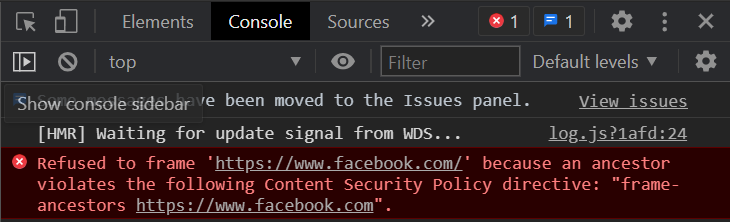 Elements Console Sources » 1 1
top Filter Default levels
Some messages have been moved to the Issues panel. View issues
Show console sidebar
[HMR] Waiting for update signal from WDS... log.js?1afd:24
Refused to frame 'https://www.facebook.com/' because an ancestor
violates the following Content Security Policy directive: "frame-
ancestors https://www.facebook.com".